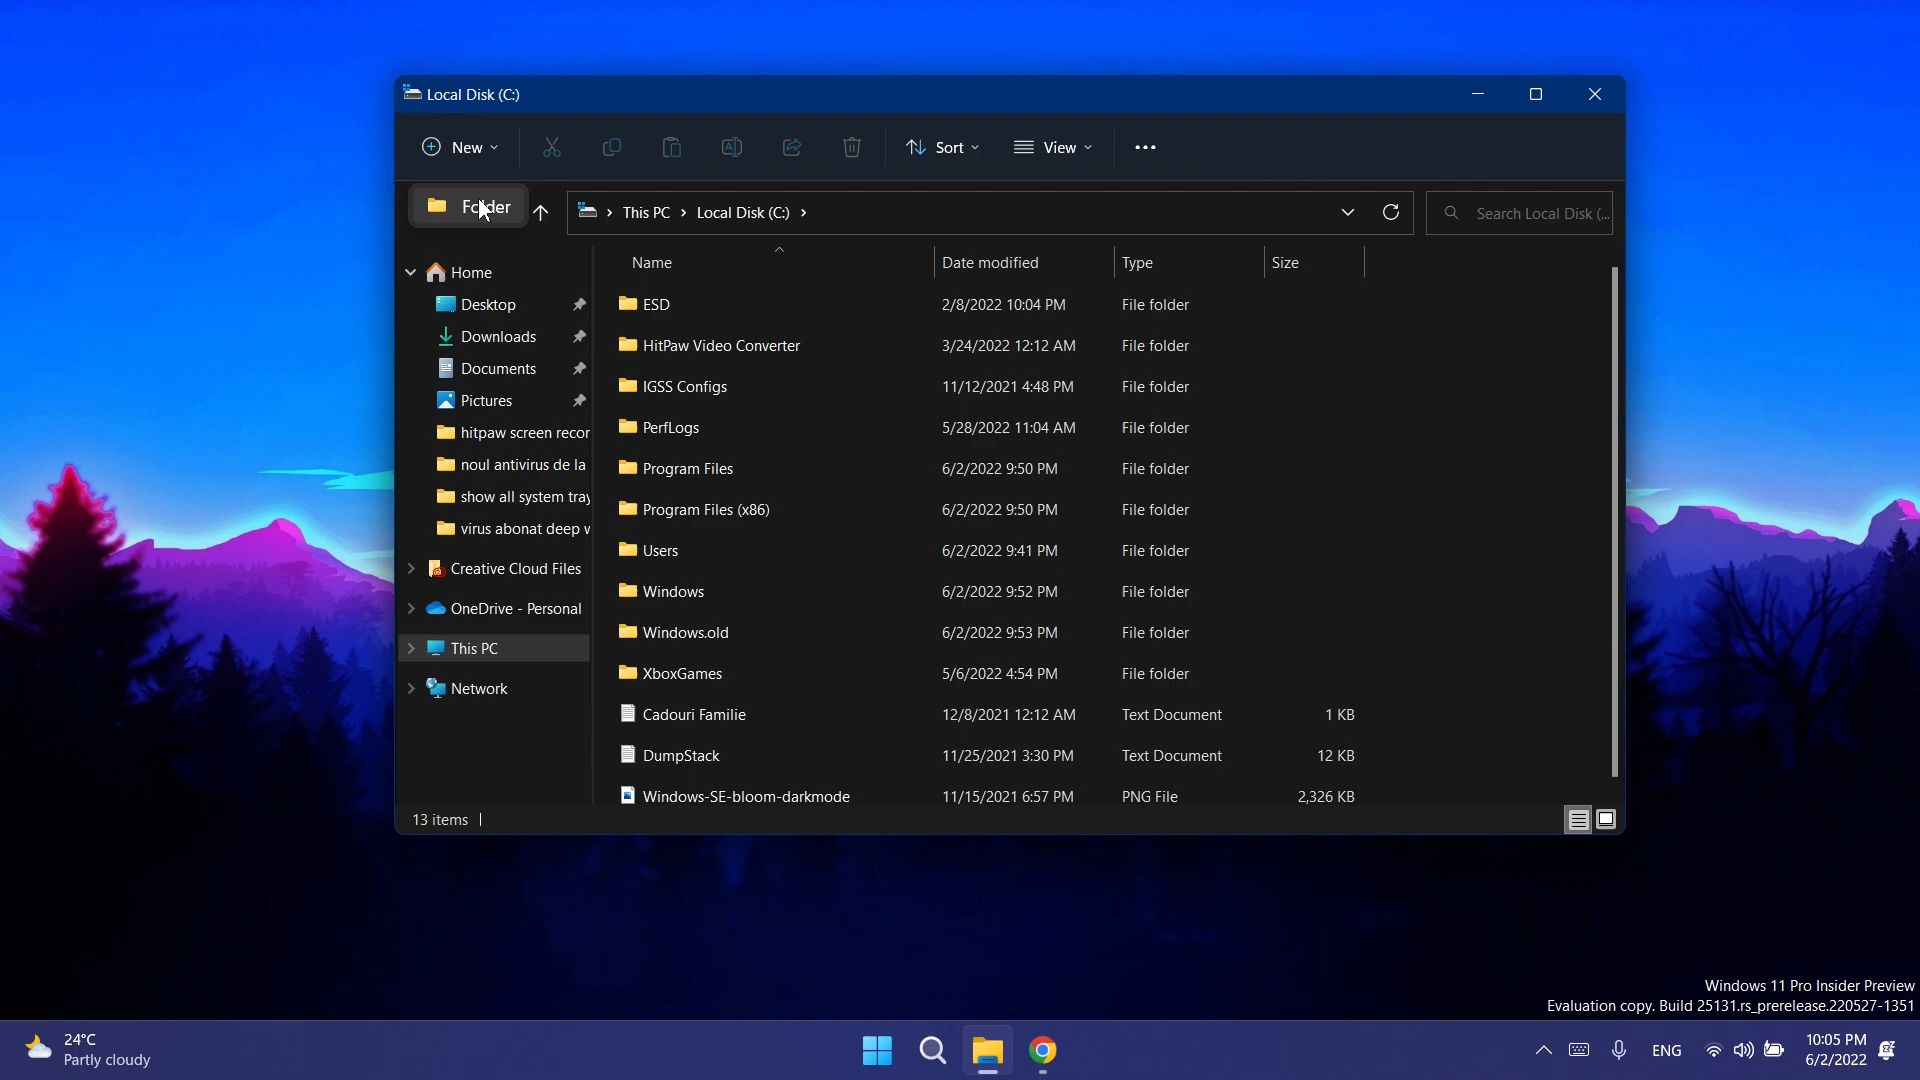 Local Disk (C:)
New
Sort
View
Folder
This PC
Local Disk (C:)
Search Local Disk (...
Name
Date modified
Type
Size
Home
Desktop
Downloads
Documents
Pictures
hitpaw screen recor
noul antivirus de la
show all system tray
virus abonat deep
Creative Cloud Files
OneDrive - Personal
This PC
Network
ESD 2/8/2022 10:04 PM File folder
HitPaw Video Converter 3/24/2022 12:12 AM File folder
IGSS Configs 11/12/2021 4:48 PM File folder
PerfLogs 5/28/2022 11:04 AM File folder
Program Files 6/2/2022 9:50 PM File folder
Program Files (x86) 6/2/2022 9:50 PM File folder
Users 6/2/2022 9:41 PM File folder
Windows 6/2/2022 9:52 PM File folder
Windows.old 6/2/2022 9:53 PM File folder
XboxGames 5/6/2022 4:54 PM File folder
Cadouri Familie 12/8/2021 12:12 AM Text Document 1 KB
DumpStack 11/25/2021 3:30 PM Text Document 12 KB
Windows-SE-bloom-darkmode 11/15/2021 6:57 PM PNG File 2,326 KB
13 items
Windows 11 Pro Insider Preview
Evaluation copy. Build 25131.rs_prerelease.220527-1351
24°C
Partly cloudy
ENG
10:05 PM
6/2/2022